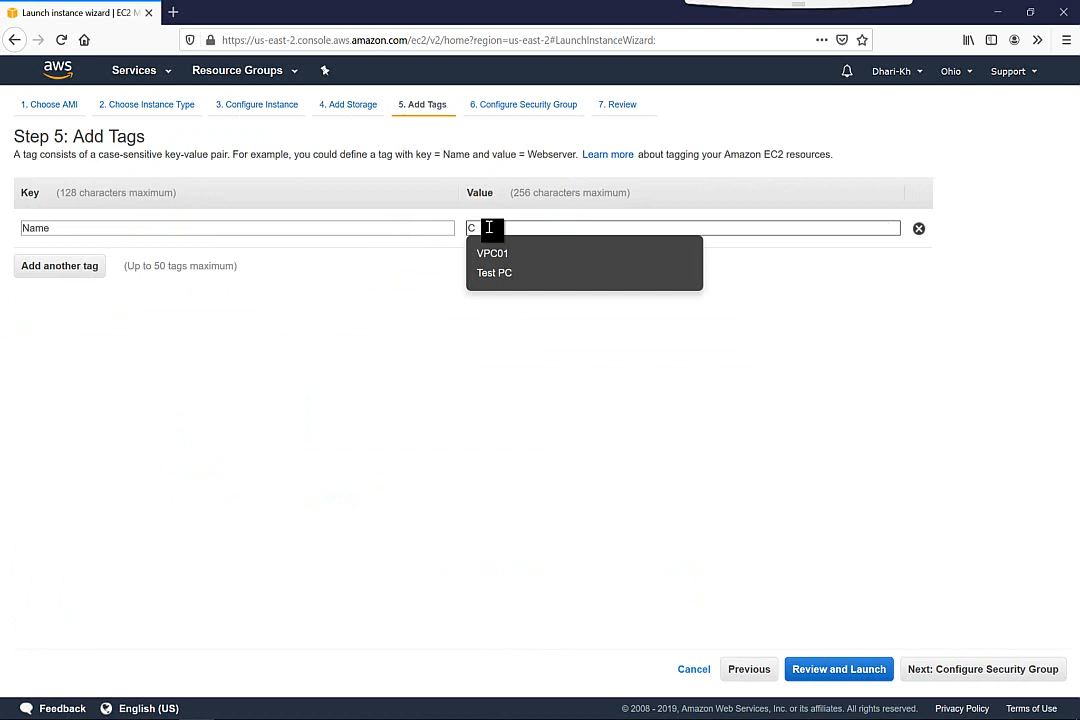 Launch instance wizard | EC2 M
https://us-east-2.console.aws.amazon.com/ec2/v2/home?region=us-east-2#LaunchInstanceWizard:
aws Services Resource Groups Dhari-Kh Ohio Support
1. Choose AMI 2. Choose Instance Type 3. Configure Instance 4. Add Storage 5. Add Tags 6. Configure Security Group 7. Review
Step 5: Add Tags
A tag consists of a case-sensitive key-value pair. For example, you could define a tag with key = Name and value = Webserver. Learn more about tagging your Amazon EC2 resources.
Key (128 characters maximum) Value (256 characters maximum)
Name C
VPC01
Add another tag (Up to 50 tags maximum) Test PC
Cancel Previous Review and Launch Next: Configure Security Group
Feedback English (US) © 2008 - 2019, Amazon Web Services, Inc. or its affiliates. All rights reserved. Privacy Policy Terms of Use